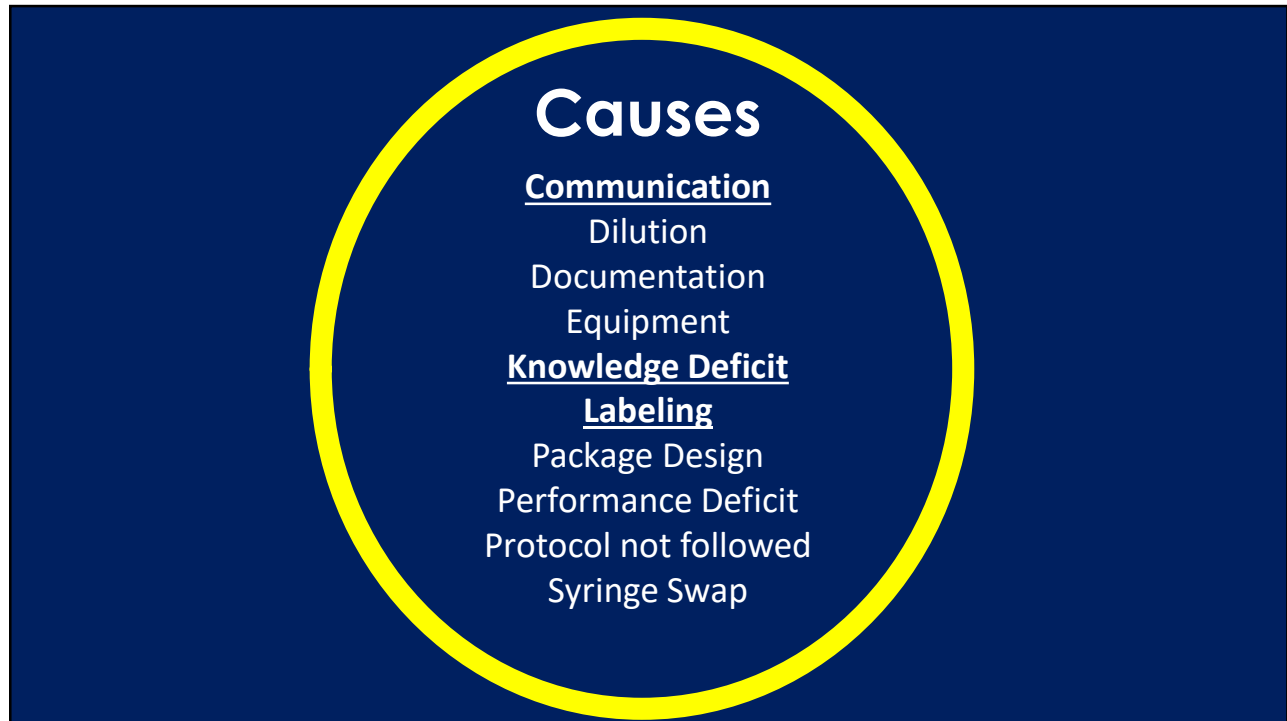 Causes
Communication
Dilution
Documentation
Equipment
Knowledge Deficit
Labeling
Package Design
Performance Deficit
Protocol not followed
Syringe Swap